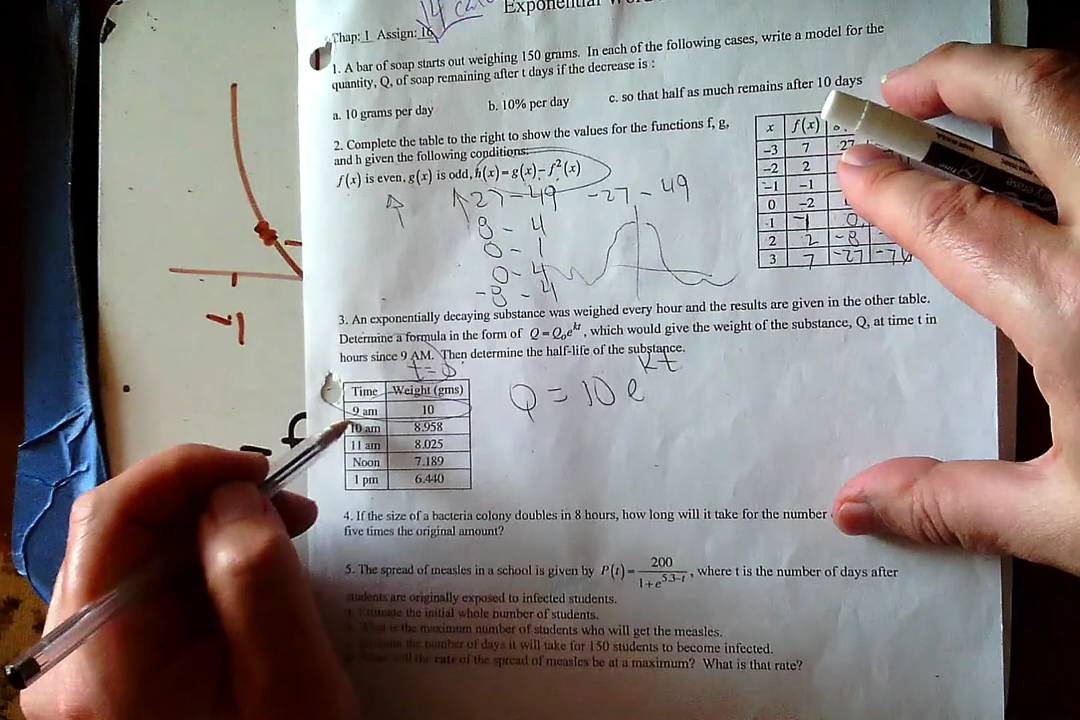 Exponential
Chap: 1 Assign: 16
1. A bar of soap starts out weighing 150 grams. In each of the following cases, write a model for the
quantity, Q, of soap remaining after t days if the decrease is :
a. 10 grams per day b. 10% per day c. so that half as much remains after 10 days
2. Complete the table to the right to show the values for the functions f, g,
and h given the following conditions:
f(x) is even, g(x) is odd, h(x) = g(x) – f²(x)
x f(x)
-3 7 27
-2 2
-1 -1
0 -2
1 -1 0
2 2 -8
3 7 -27 -76
27 – 49 -27 – 49
8 - 4
0 - 1
0 - 4
-8 - 4
3. An exponentially decaying substance was weighed every hour and the results are given in the other table.
Determine a formula in the form of Q = Q₀eᵏᵗ, which would give the weight of the substance, Q, at time t in
hours since 9 AM. Then determine the half-life of the substance.
t = 0
Q = 10 e^kt
Time Weight (gms)
9 am 10
10 am 8.958
11 am 8.025
Noon 7.189
1 pm 6.440
4. If the size of a bacteria colony doubles in 8 hours, how long will it take for the number
five times the original amount?
5. The spread of measles in a school is given by P(t) = 200 / 1 + e^5.3–t, where t is the number of days after
students are originally exposed to infected students.
the initial whole number of students.
is the maximum number of students who will get the measles.
the number of days it will take for 150 students to become infected.
will the rate of the spread of measles be at a maximum? What is that rate?